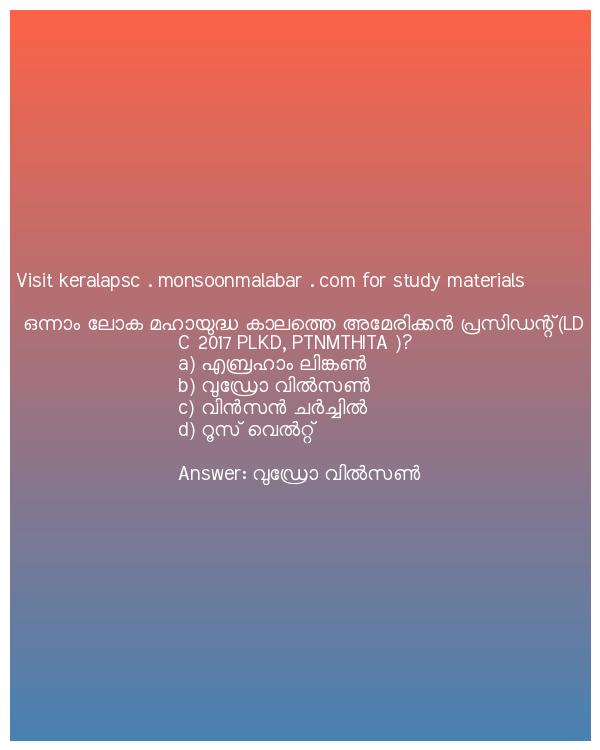 Visit keralapsc . monsoonmalabar . com for study materials
ഒന്നാം ലോക മഹായുദ്ധ കാലത്തെ അമേരിക്കൻ പ്രസിഡന്റ്(LD
C 2017 PLKD, PTNMTHITA )?
a) എബ്രഹാം ലിങ്കൺ
b) വുഡ്രോ വിൽസൺ
c) വിൻസൻ ചർച്ചിൽ
d) റൂസ് വെൽറ്റ്
Answer: വുഡ്രോ വിൽസൺ